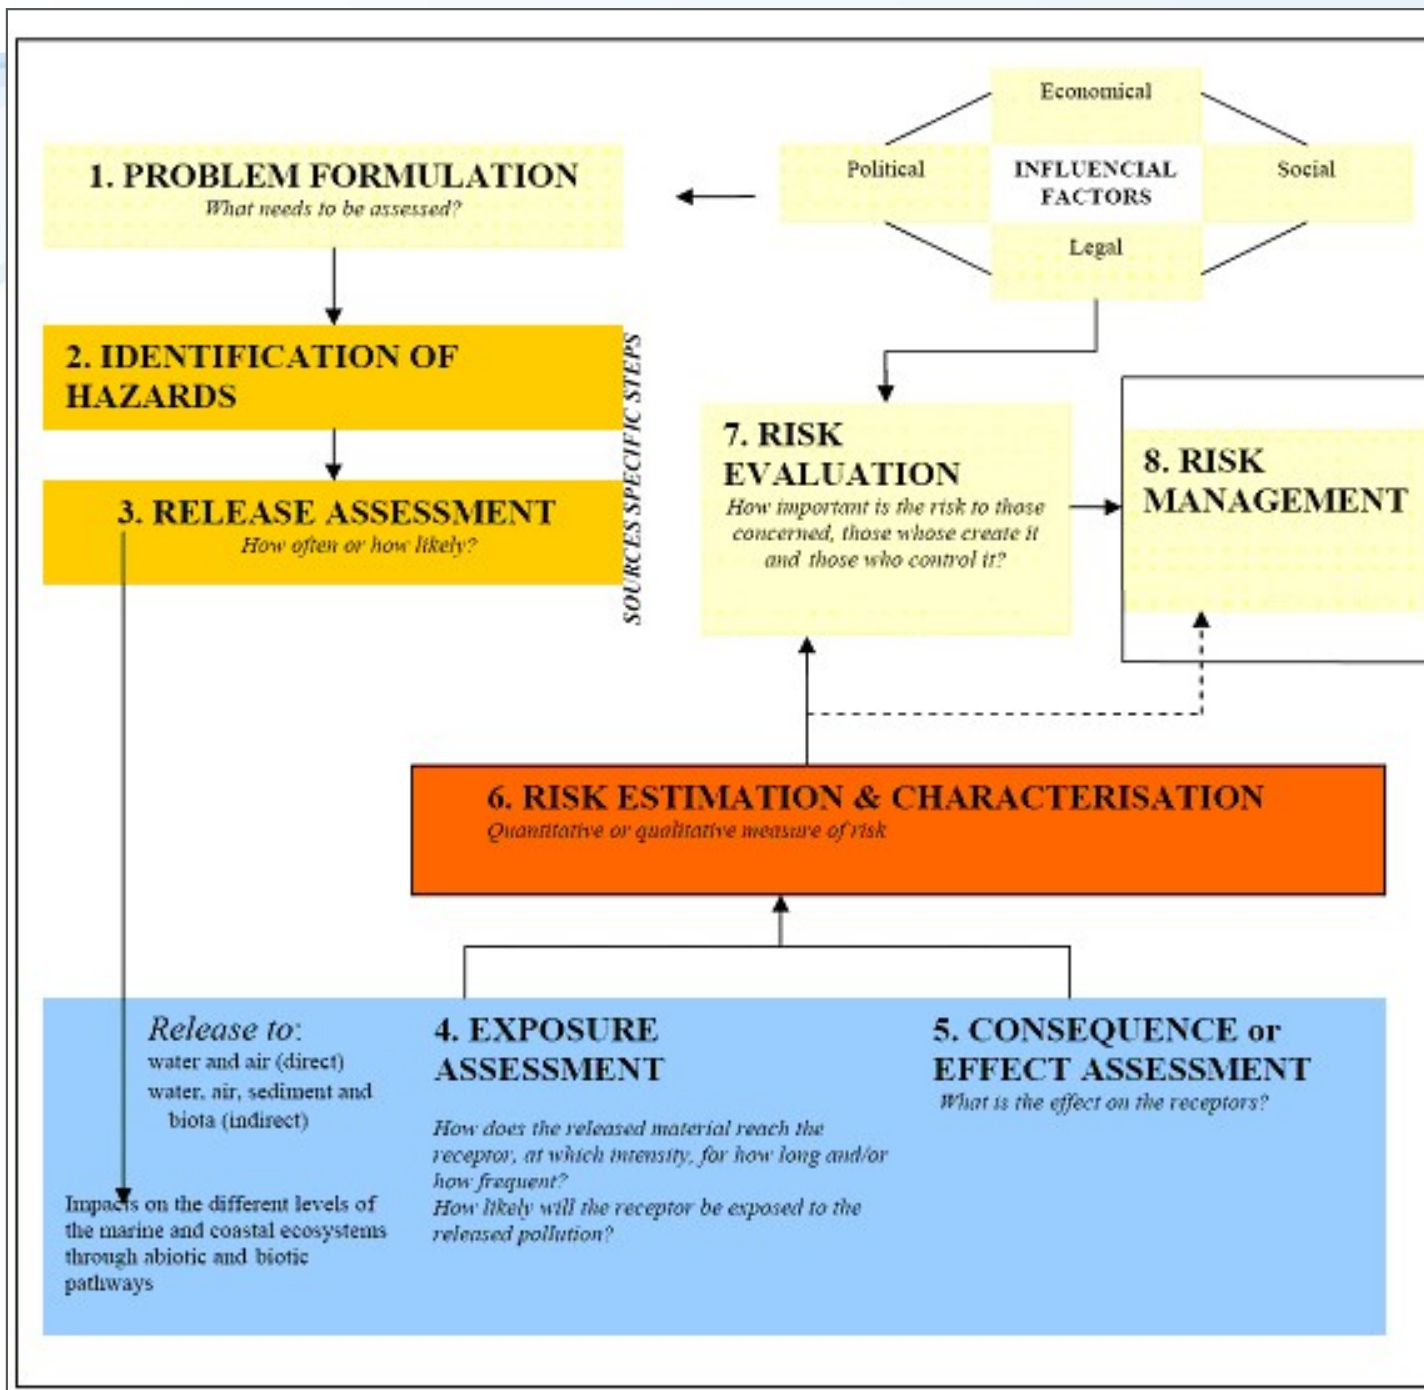 Economical
Political
INFLUENCIAL
FACTORS
Social
Legal
1. PROBLEM FORMULATION
What needs to be assessed?
2. IDENTIFICATION OF
HAZARDS
3. RELEASE ASSESSMENT
How often or how likely?
SOURCES SPECIFIC STEPS
7. RISK
EVALUATION
How important is the risk to those
concerned, those whose create it
and those who control it?
8. RISK
MANAGEMENT
6. RISK ESTIMATION & CHARACTERISATION
Quantitative or qualitative measure of risk
Release to:
water and air (direct)
water, air, sediment and
biota (indirect)
Impacts on the different levels of
the marine and coastal ecosystems
through abiotic and biotic
pathways
4. EXPOSURE
ASSESSMENT
How does the released material reach the
receptor, at which intensity, for how long and/or
how frequent?
How likely will the receptor be exposed to the
released pollution?
5. CONSEQUENCE or
EFFECT ASSESSMENT
What is the effect on the receptors?